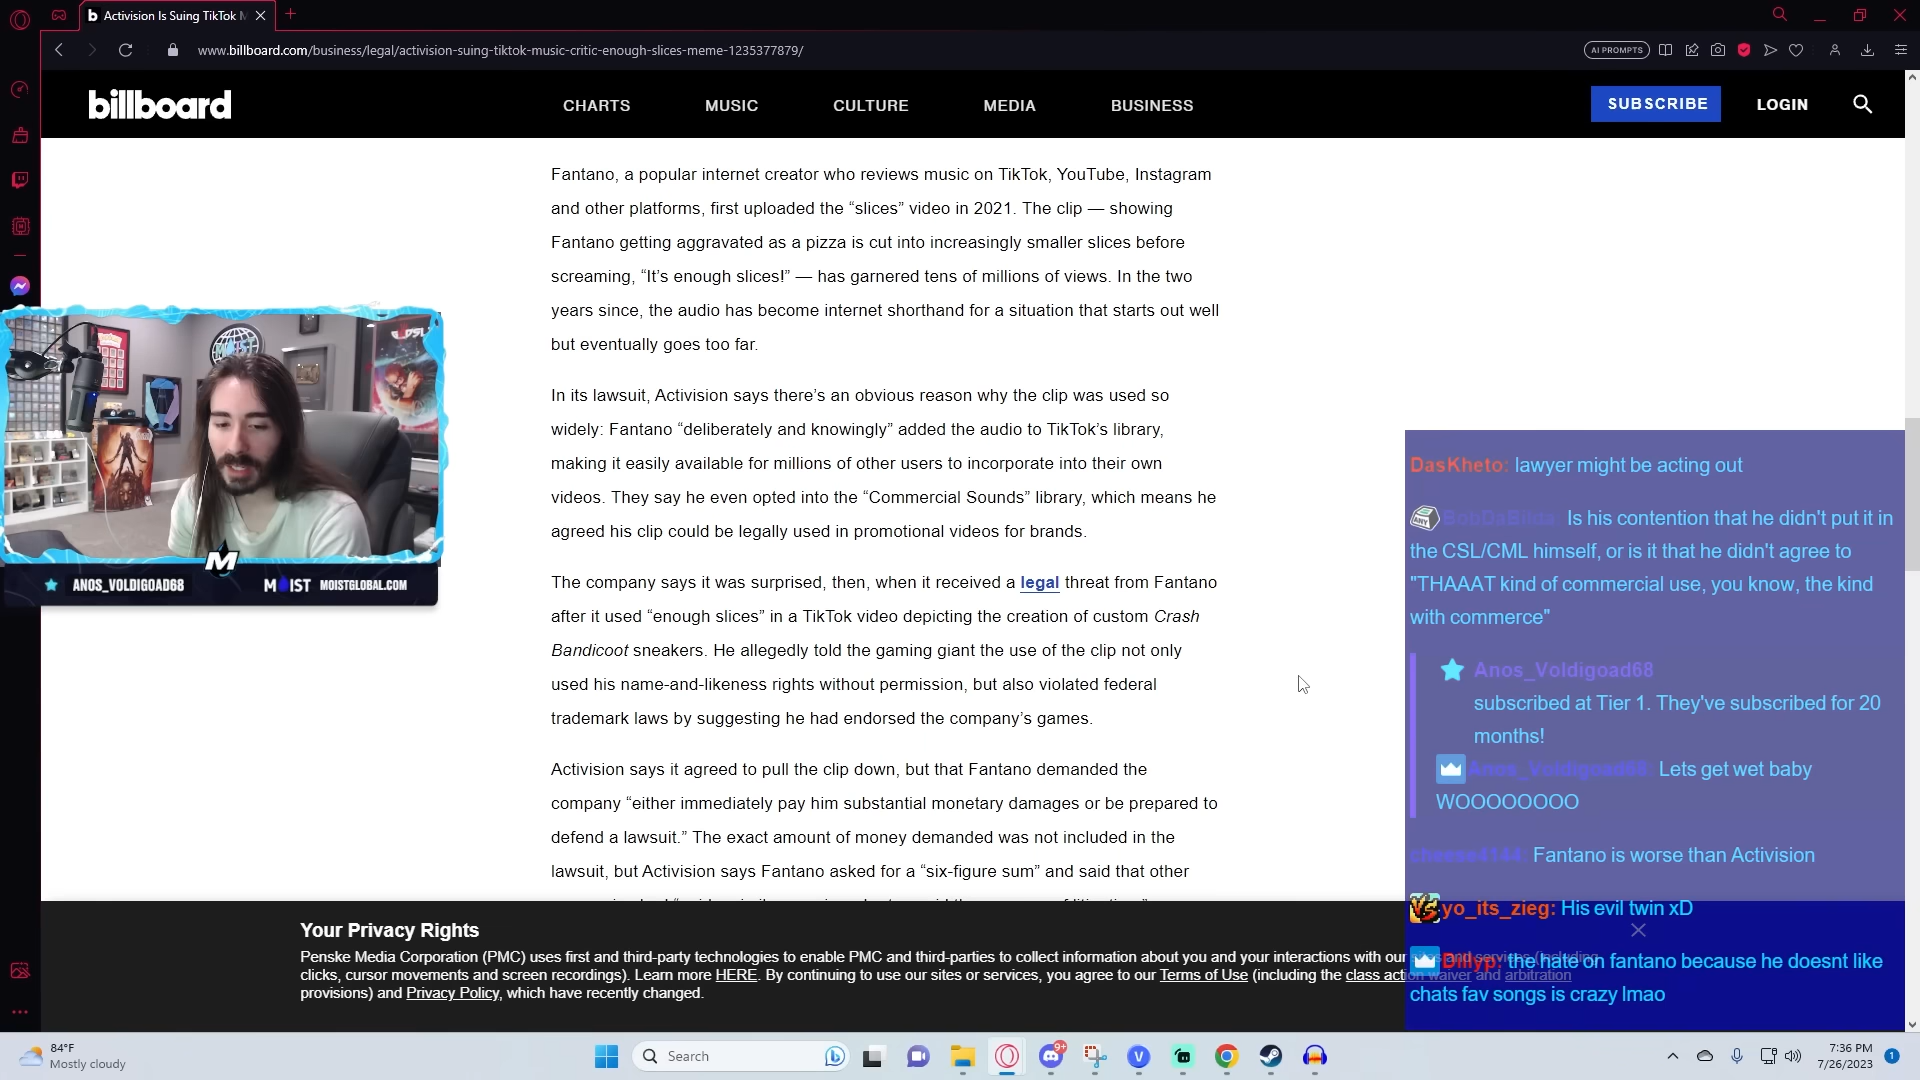 Activision Is Suing TikTok M
www.billboard.com/business/legal/activision-suing-tiktok-music-critic-enough-slices-meme-1235377879/
AI PROMPTS
billboard
CHARTS
MUSIC
CULTURE
MEDIA
BUSINESS
SUBSCRIBE
LOGIN
Fantano, a popular internet creator who reviews music on TikTok, YouTube, Instagram
and other platforms, first uploaded the “slices” video in 2021. The clip — showing
Fantano getting aggravated as a pizza is cut into increasingly smaller slices before
screaming, “It’s enough slices!” — has garnered tens of millions of views. In the two
years since, the audio has become internet shorthand for a situation that starts out well
but eventually goes too far.
In its lawsuit, Activision says there’s an obvious reason why the clip was used so
widely: Fantano “deliberately and knowingly” added the audio to TikTok’s library,
making it easily available for millions of other users to incorporate into their own
videos. They say he even opted into the “Commercial Sounds” library, which means he
agreed his clip could be legally used in promotional videos for brands.
The company says it was surprised, then, when it received a legal threat from Fantano
after it used “enough slices” in a TikTok video depicting the creation of custom Crash
Bandicoot sneakers. He allegedly told the gaming giant the use of the clip not only
used his name-and-likeness rights without permission, but also violated federal
trademark laws by suggesting he had endorsed the company’s games.
Activision says it agreed to pull the clip down, but that Fantano demanded the
company “either immediately pay him substantial monetary damages or be prepared to
defend a lawsuit.” The exact amount of money demanded was not included in the
lawsuit, but Activision says Fantano asked for a “six-figure sum” and said that other
M
ANOS_VOLDIGOAD68
MOIST
MOISTGLOBAL.COM
DasKheto: lawyer might be acting out
BobDaBilda: Is his contention that he didn't put it in
the CSL/CML himself, or is it that he didn't agree to
"THAAAT kind of commercial use, you know, the kind
with commerce"
Anos_Voldigoad68
subscribed at Tier 1. They've subscribed for 20
months!
Anos_Voldigoad68: Lets get wet baby
WOOOOOOOO
Fantano is worse than Activision
yo_its_zieg: His evil twin xD
Dillyp: the hate on fantano because he doesnt like
chats fav songs is crazy lmao
Your Privacy Rights
Penske Media Corporation (PMC) uses first and third-party technologies to enable PMC and third-parties to collect information about you and your interactions with our sites and services (including
clicks, cursor movements and screen recordings). Learn more HERE. By continuing to use our sites or services, you agree to our Terms of Use (including the class action waiver and arbitration
provisions) and Privacy Policy, which have recently changed.
84°F
Mostly cloudy
Search
9+
7:36 PM
7/26/2023
1